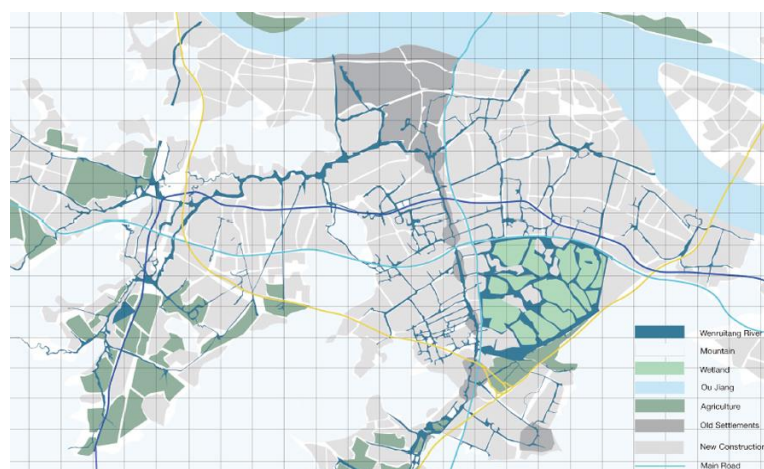 Wenruitang River
Mountain
Wetland
Ou Jiang
Agriculture
Old Settlements
New Construction
Main Road